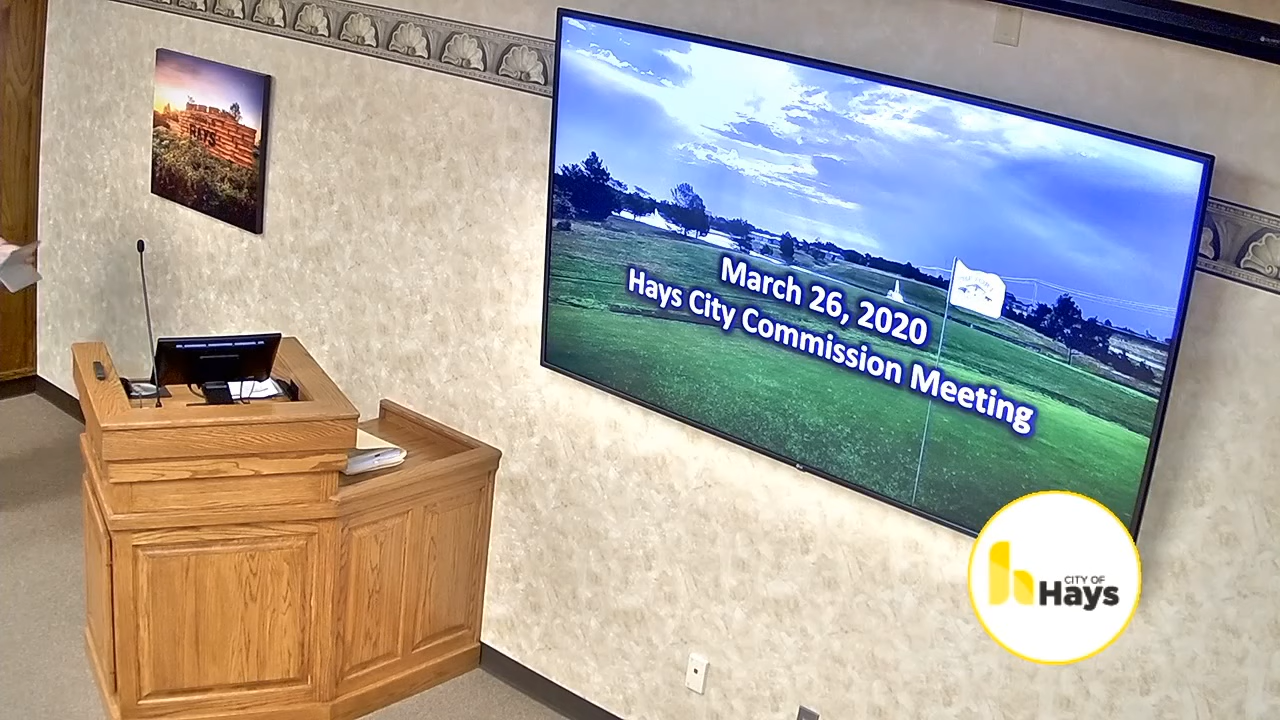 HAYS
March 26, 2020
Hays City Commission Meeting
CITY OF
Hays